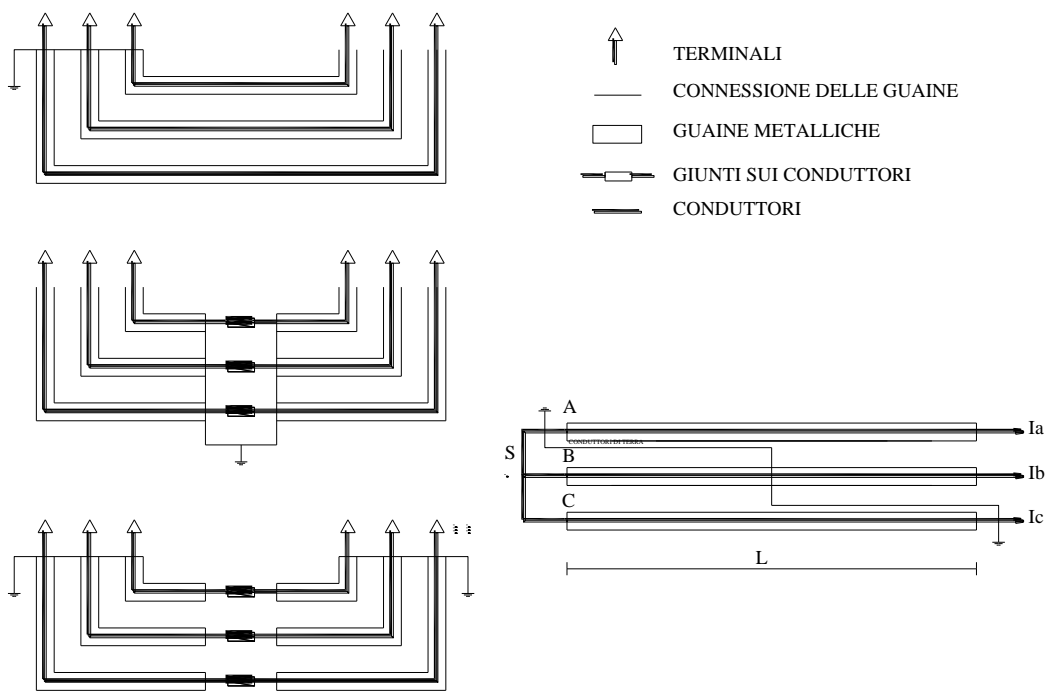 TERMINALI
CONNESSIONE DELLE GUAINE
GUAINE METALLICHE
GIUNTI SUI CONDUTTORI
CONDUTTORI
A
Ia
CONDUTTORI DI TERRA
S
B
Ib
C
Ic
L